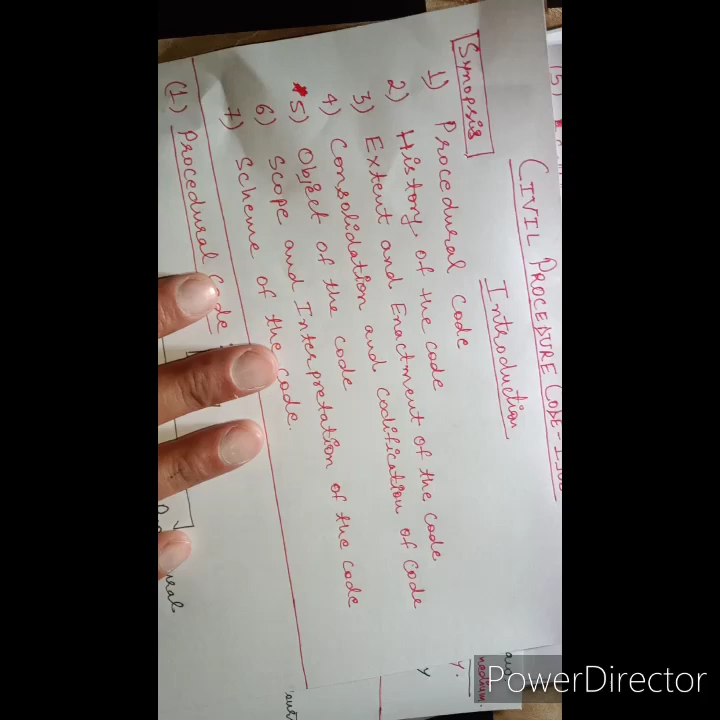 CIVIL PROCEDURE CODE-1908
Introduction
Synopsis
1) Procedural Code
2) History of the code
3) Extent and Enactment of the code
4) Consolidation and codification of code
*5) Object of the code
6) Scope and Interpretation of the code
7) Scheme of the code.
(1) Procedural Code
medium.
PowerDirector